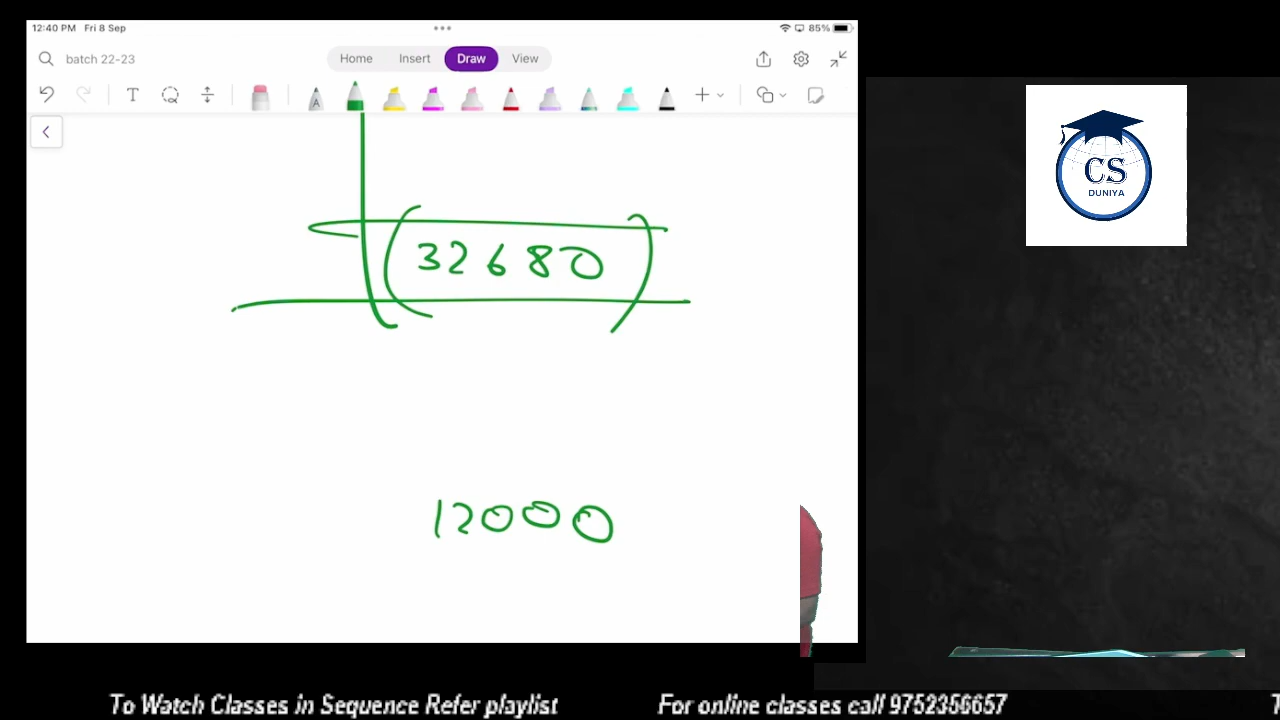 12:40 PM Fri 8 Sep
85%
batch 22-23
Home Insert Draw View
T
A
(32680)
12000
CS
DUNIYA
To Watch Classes in Sequence Refer playlist For online classes call 9752356657 T